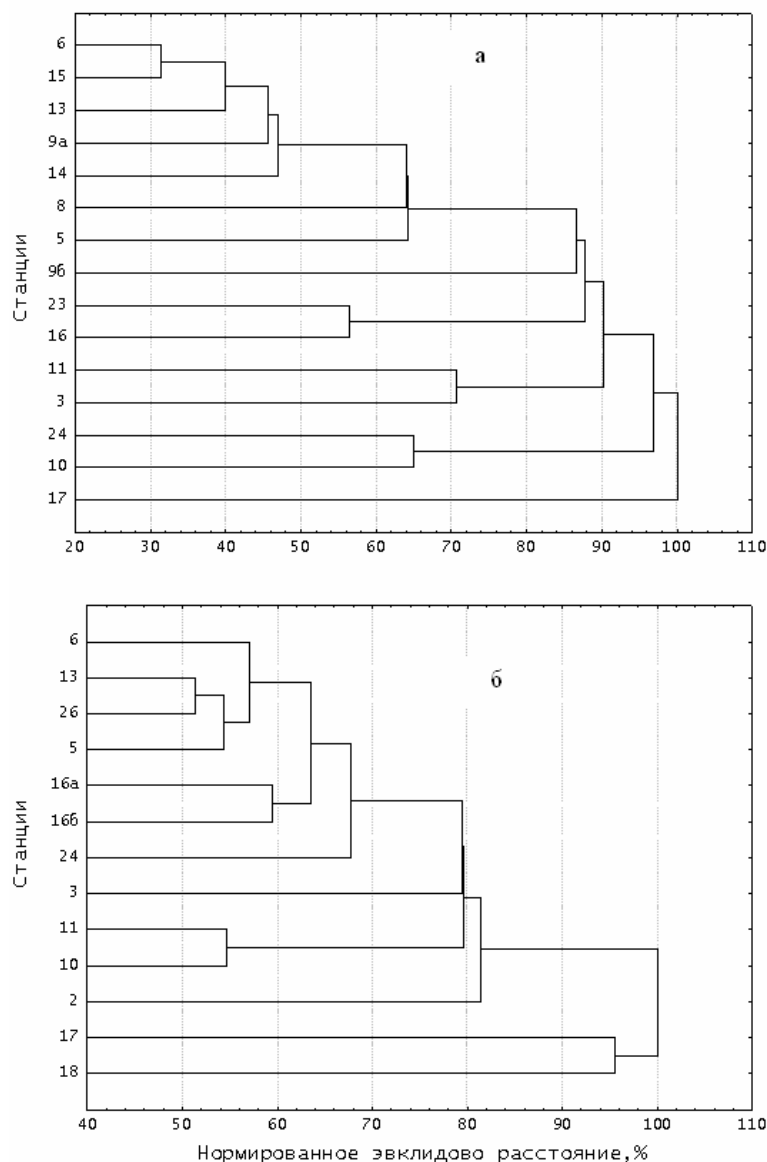 а
Станции
6
15
13
9а
14
8
5
9б
23
16
11
3
24
10
17
20 30 40 50 60 70 80 90 100 110
б
Станции
6
13
26
5
16а
16б
24
3
11
10
2
17
18
40 50 60 70 80 90 100 110
Нормированное эвклидово расстояние,%